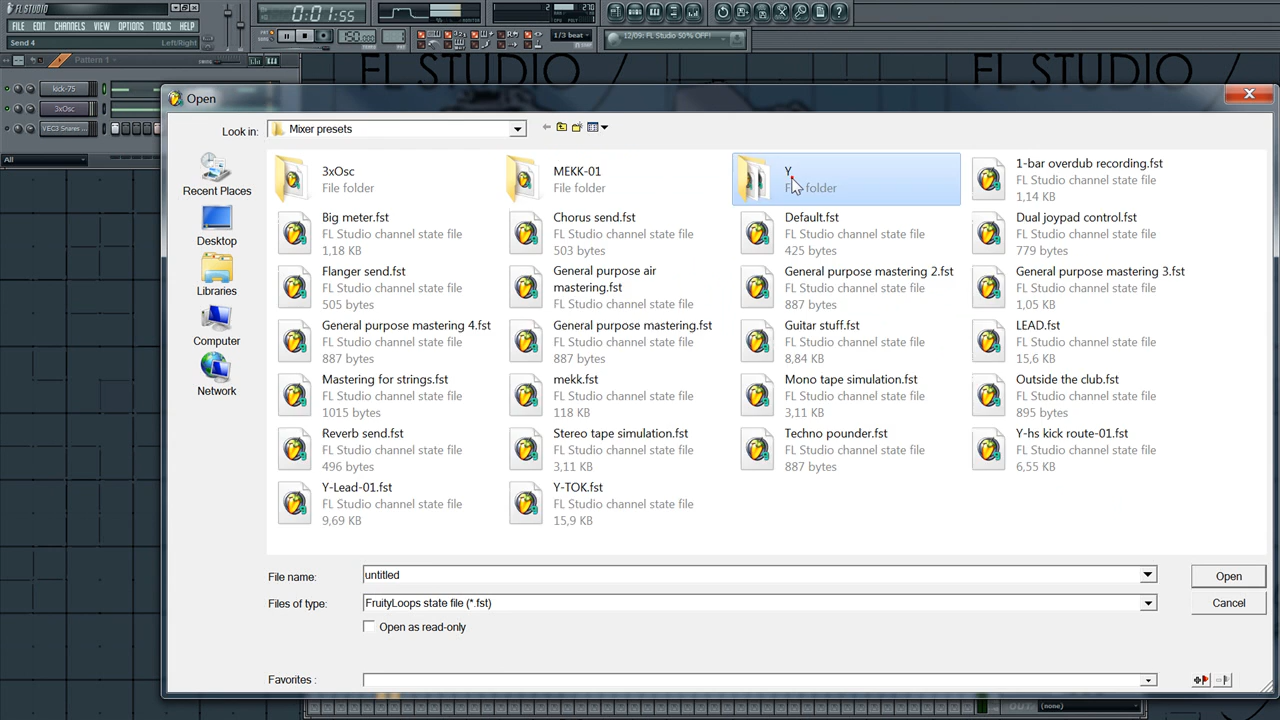 0:01:55
FILE EDIT CHANNELS VIEW OPTIONS TOOLS HELP
1/3 beat
12/09: FL Studio 50% OFF!
Send 4 Left/Right
Pattern 1
FL STUDIO
FL STUDIO
kick-75
3xOsc
VEC3 Snares
All
Open
Look in:
Mixer presets
Recent Places
Desktop
Libraries
Computer
Network
3xOsc
File folder
MEKK-01
File folder
Y
folder
1-bar overdub recording.fst
FL Studio channel state file
1,14 KB
Big meter.fst
FL Studio channel state file
1,18 KB
Chorus send.fst
FL Studio channel state file
503 bytes
Default.fst
FL Studio channel state file
425 bytes
Dual joypad control.fst
FL Studio channel state file
779 bytes
Flanger send.fst
FL Studio channel state file
505 bytes
General purpose air
mastering.fst
FL Studio channel state file
General purpose mastering 2.fst
FL Studio channel state file
887 bytes
General purpose mastering 3.fst
FL Studio channel state file
1,05 KB
General purpose mastering 4.fst
FL Studio channel state file
887 bytes
General purpose mastering.fst
FL Studio channel state file
887 bytes
Guitar stuff.fst
FL Studio channel state file
8,84 KB
LEAD.fst
FL Studio channel state file
15,6 KB
Mastering for strings.fst
FL Studio channel state file
1015 bytes
mekk.fst
FL Studio channel state file
118 KB
Mono tape simulation.fst
FL Studio channel state file
3,11 KB
Outside the club.fst
FL Studio channel state file
895 bytes
Reverb send.fst
FL Studio channel state file
496 bytes
Stereo tape simulation.fst
FL Studio channel state file
3,11 KB
Techno pounder.fst
FL Studio channel state file
887 bytes
Y-hs kick route-01.fst
FL Studio channel state file
6,55 KB
Y-Lead-01.fst
FL Studio channel state file
9,69 KB
Y-TOK.fst
FL Studio channel state file
15,9 KB
File name:
untitled
Open
Files of type:
FruityLoops state file (*.fst)
Cancel
Open as read-only
Favorites :
(none)